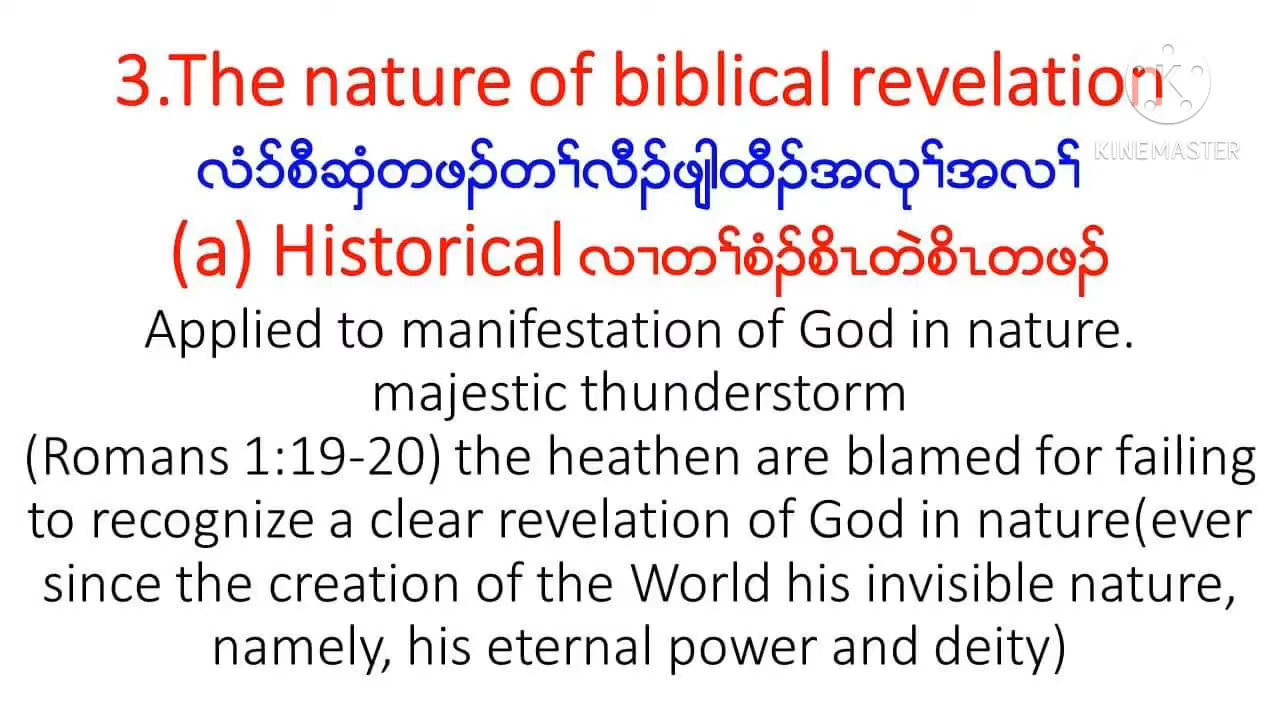 3.The nature of biblical revelation
လံာ်စီဆှံတဖၣ်တၢ်လီၣ်ဖျါထီၣ်အလုၢ်အလၢ်
(a) Historical လၢတၢ်စံၣ်စိၤတဲစိၤတဖၣ်
Applied to manifestation of God in nature.
majestic thunderstorm
(Romans 1:19-20) the heathen are blamed for failing
to recognize a clear revelation of God in nature(ever
since the creation of the World his invisible nature,
namely, his eternal power and deity)
KINEMASTER